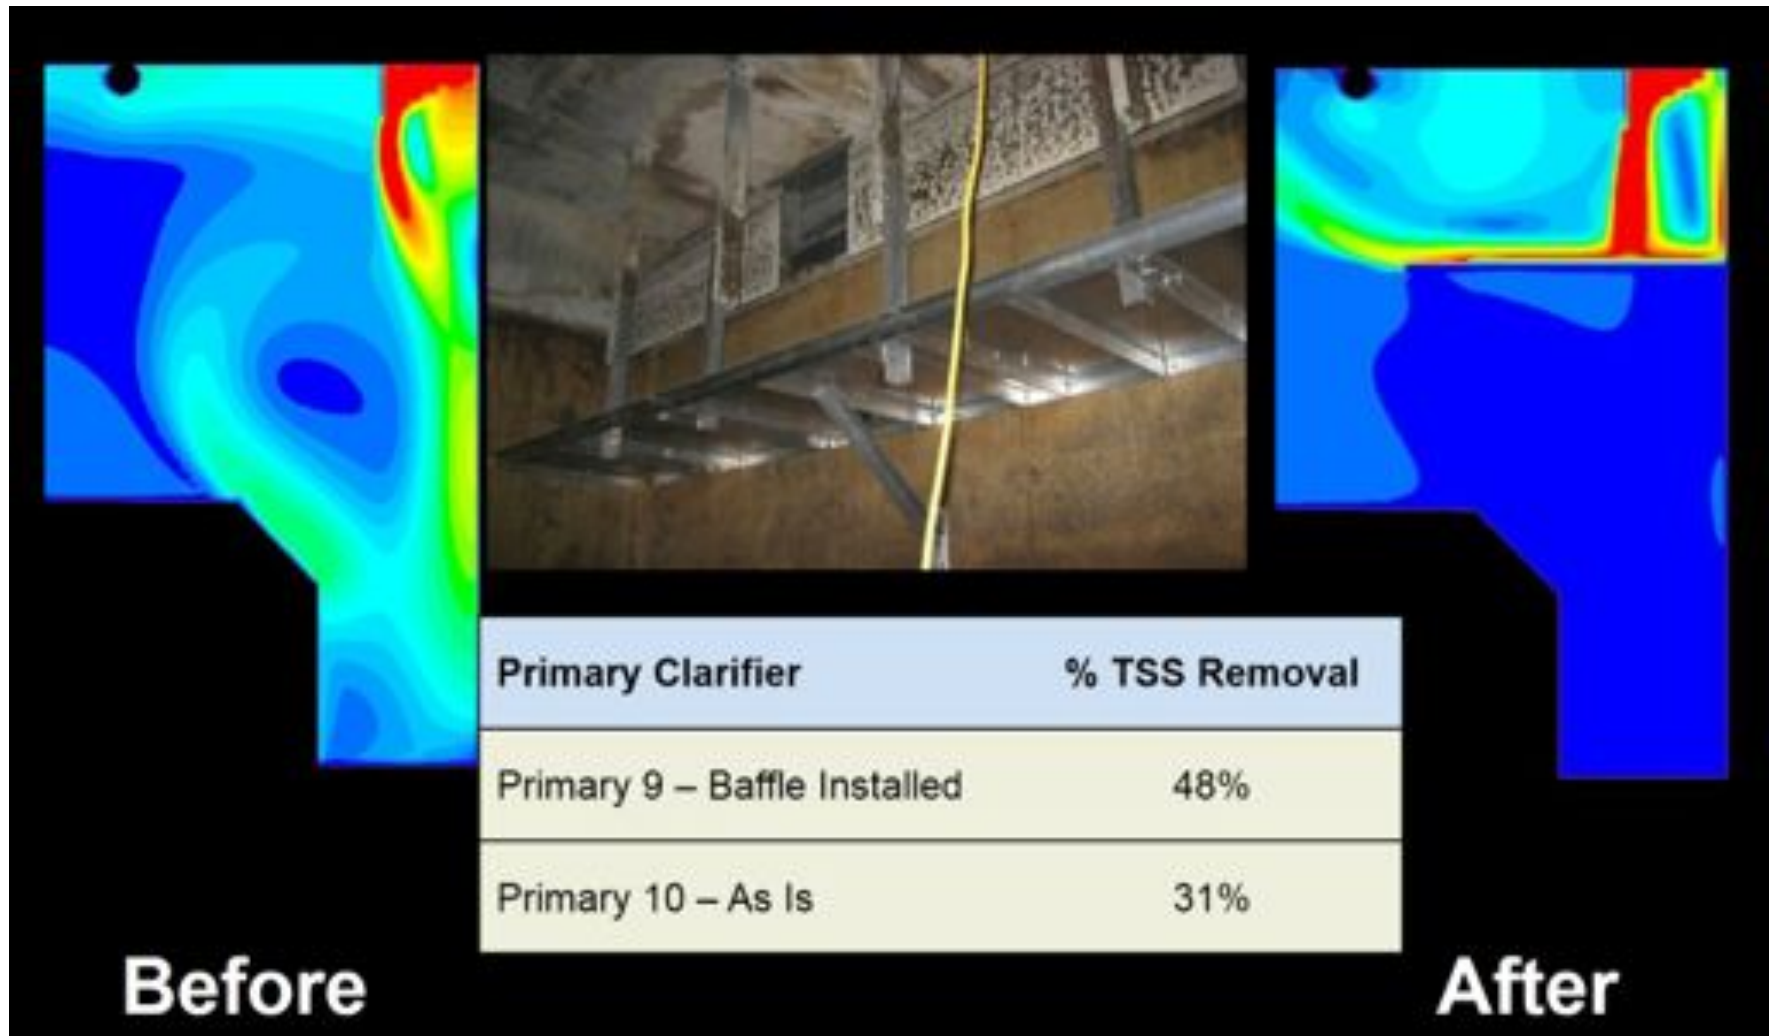 Primary Clarifier % TSS Removal
Primary 9 – Baffle Installed 48%
Primary 10 – As Is 31%
Before
After